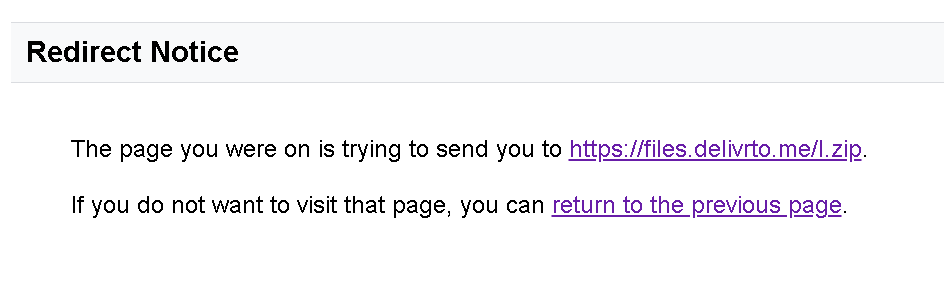 Redirect Notice
The page you were on is trying to send you to https://files.delivrto.me/l.zip.
If you do not want to visit that page, you can return to the previous page.